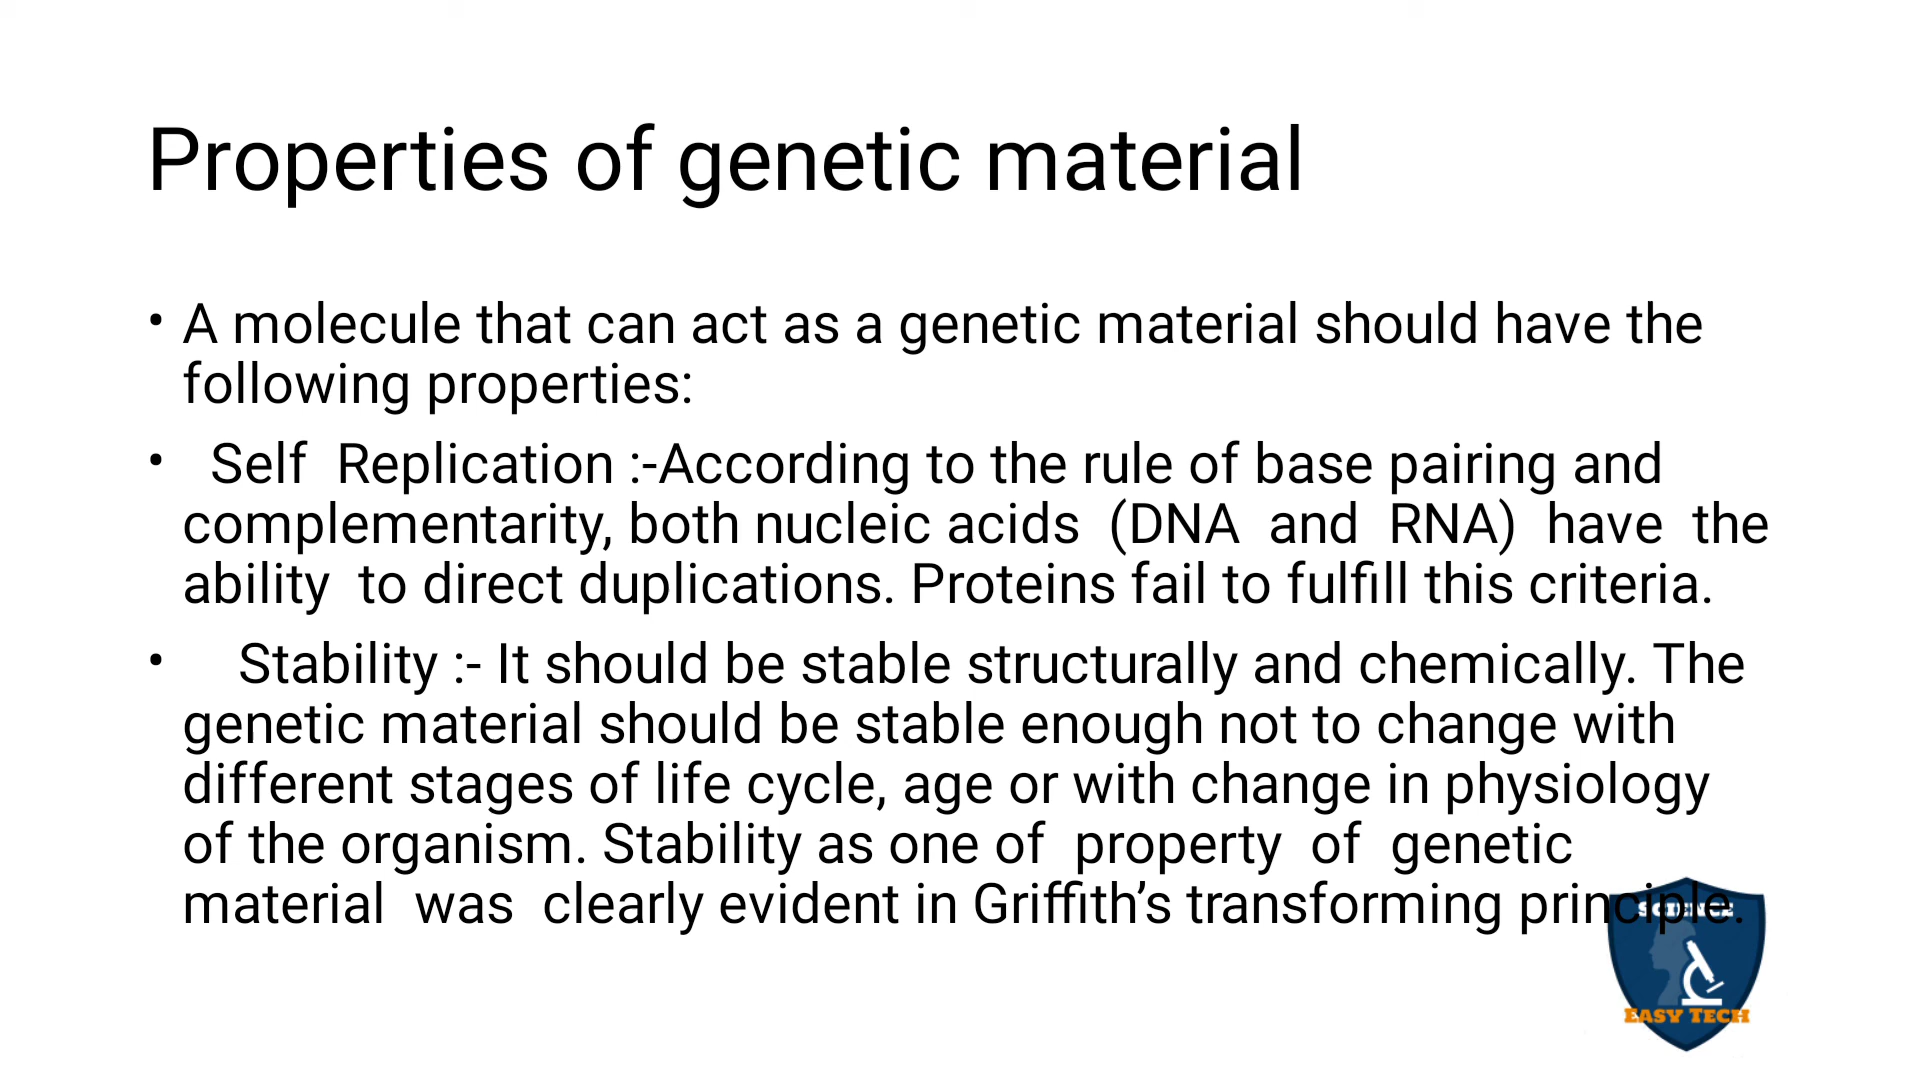 Properties of genetic material
• A molecule that can act as a genetic material should have the
following properties:
• Self Replication :-According to the rule of base pairing and
complementarity, both nucleic acids (DNA and RNA) have the
ability to direct duplications. Proteins fail to fulfill this criteria.
• Stability :- It should be stable structurally and chemically. The
genetic material should be stable enough not to change with
different stages of life cycle, age or with change in physiology
of the organism. Stability as one of property of genetic
material was clearly evident in Griffith’s transforming principle.
SCIENCE
EASY TECH